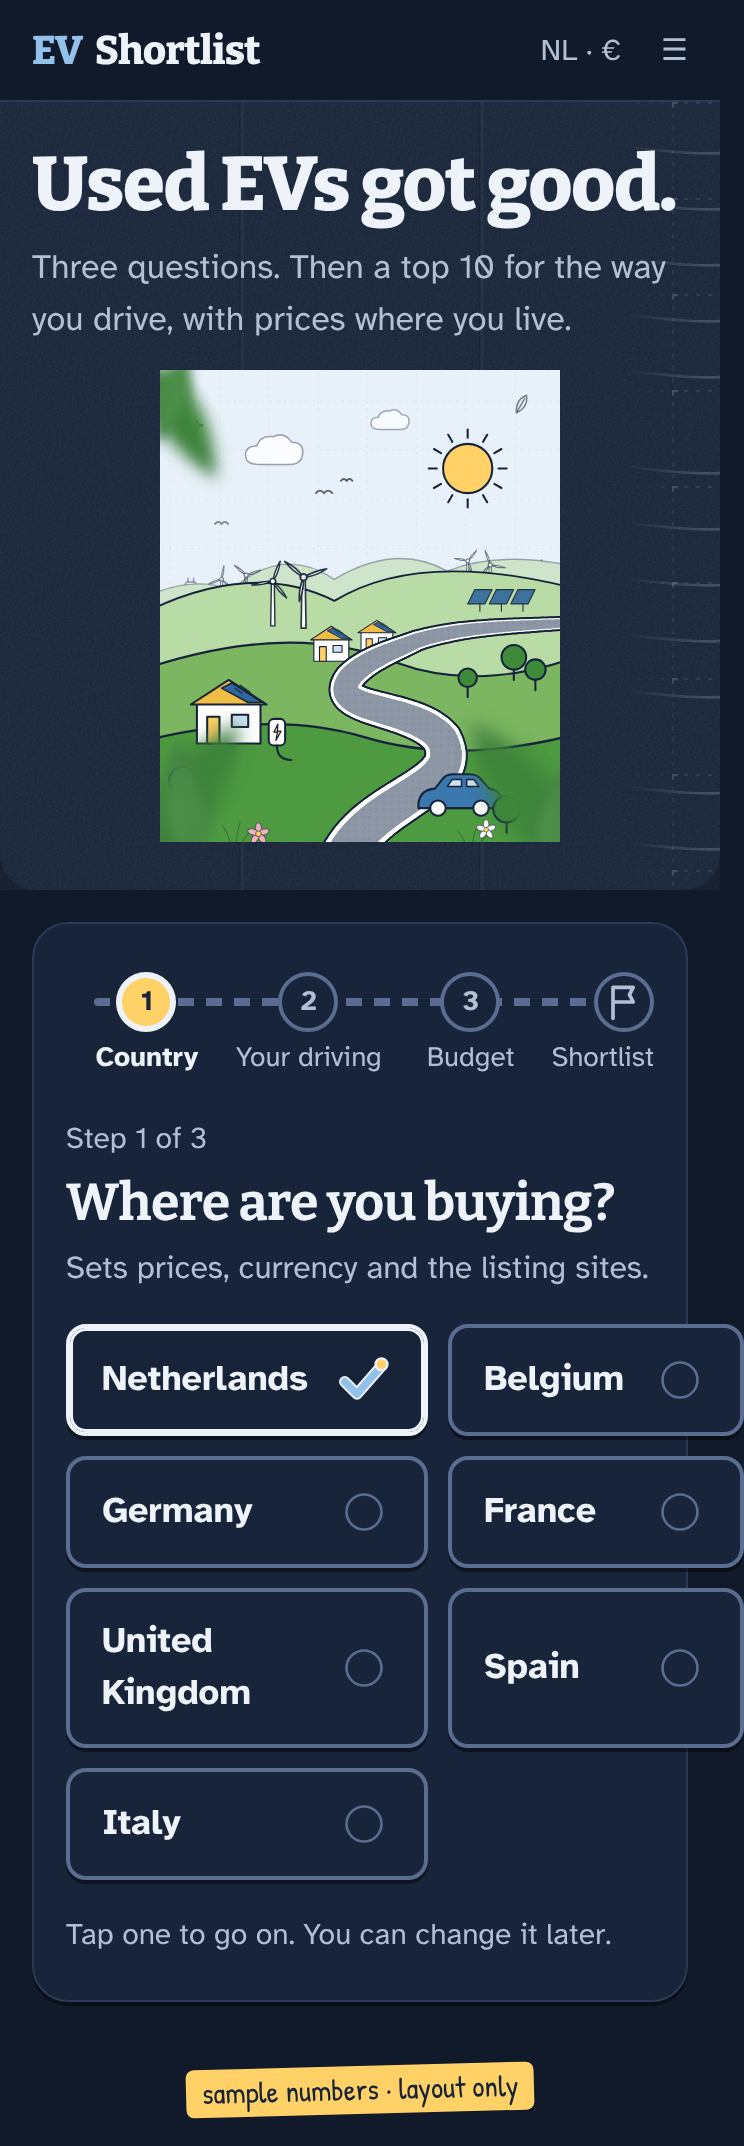 EV Shortlist
NL · €
Used EVs got good.
Three questions. Then a top 10 for the way
you drive, with prices where you live.
1
2
3
Country
Your driving
Budget
Shortlist
Step 1 of 3
Where are you buying?
Sets prices, currency and the listing sites.
Netherlands
Belgium
Germany
France
United
Kingdom
Spain
Italy
Tap one to go on. You can change it later.
sample numbers · layout only